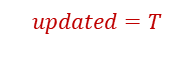 updated = T